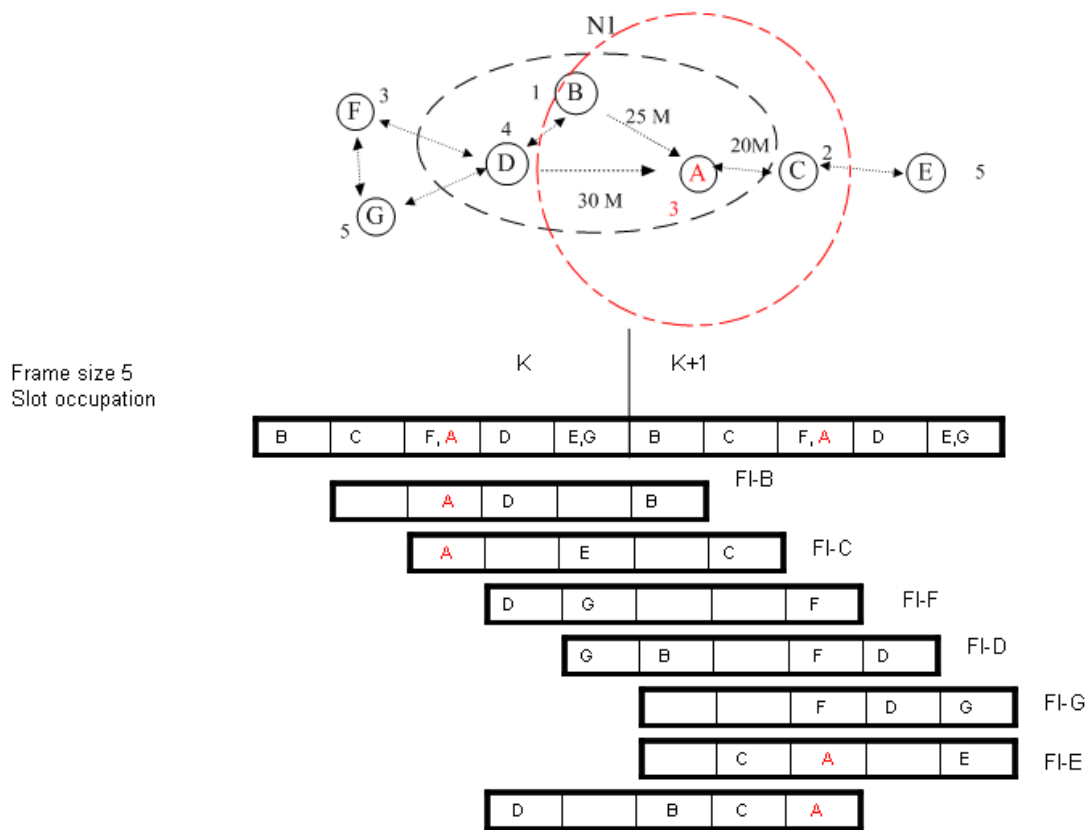 N1
F 3
1 B
25 M
4
D
20M
2
A
C
E 5
30 M
3
5 G
K K+1
Frame size 5
Slot occupation
B C F, A D E,G B C F, A D E,G
FI-B
A D B
A E C FI-C
D G F FI-F
G B F D FI-D
F D G FI-G
C A E FI-E
D B C A